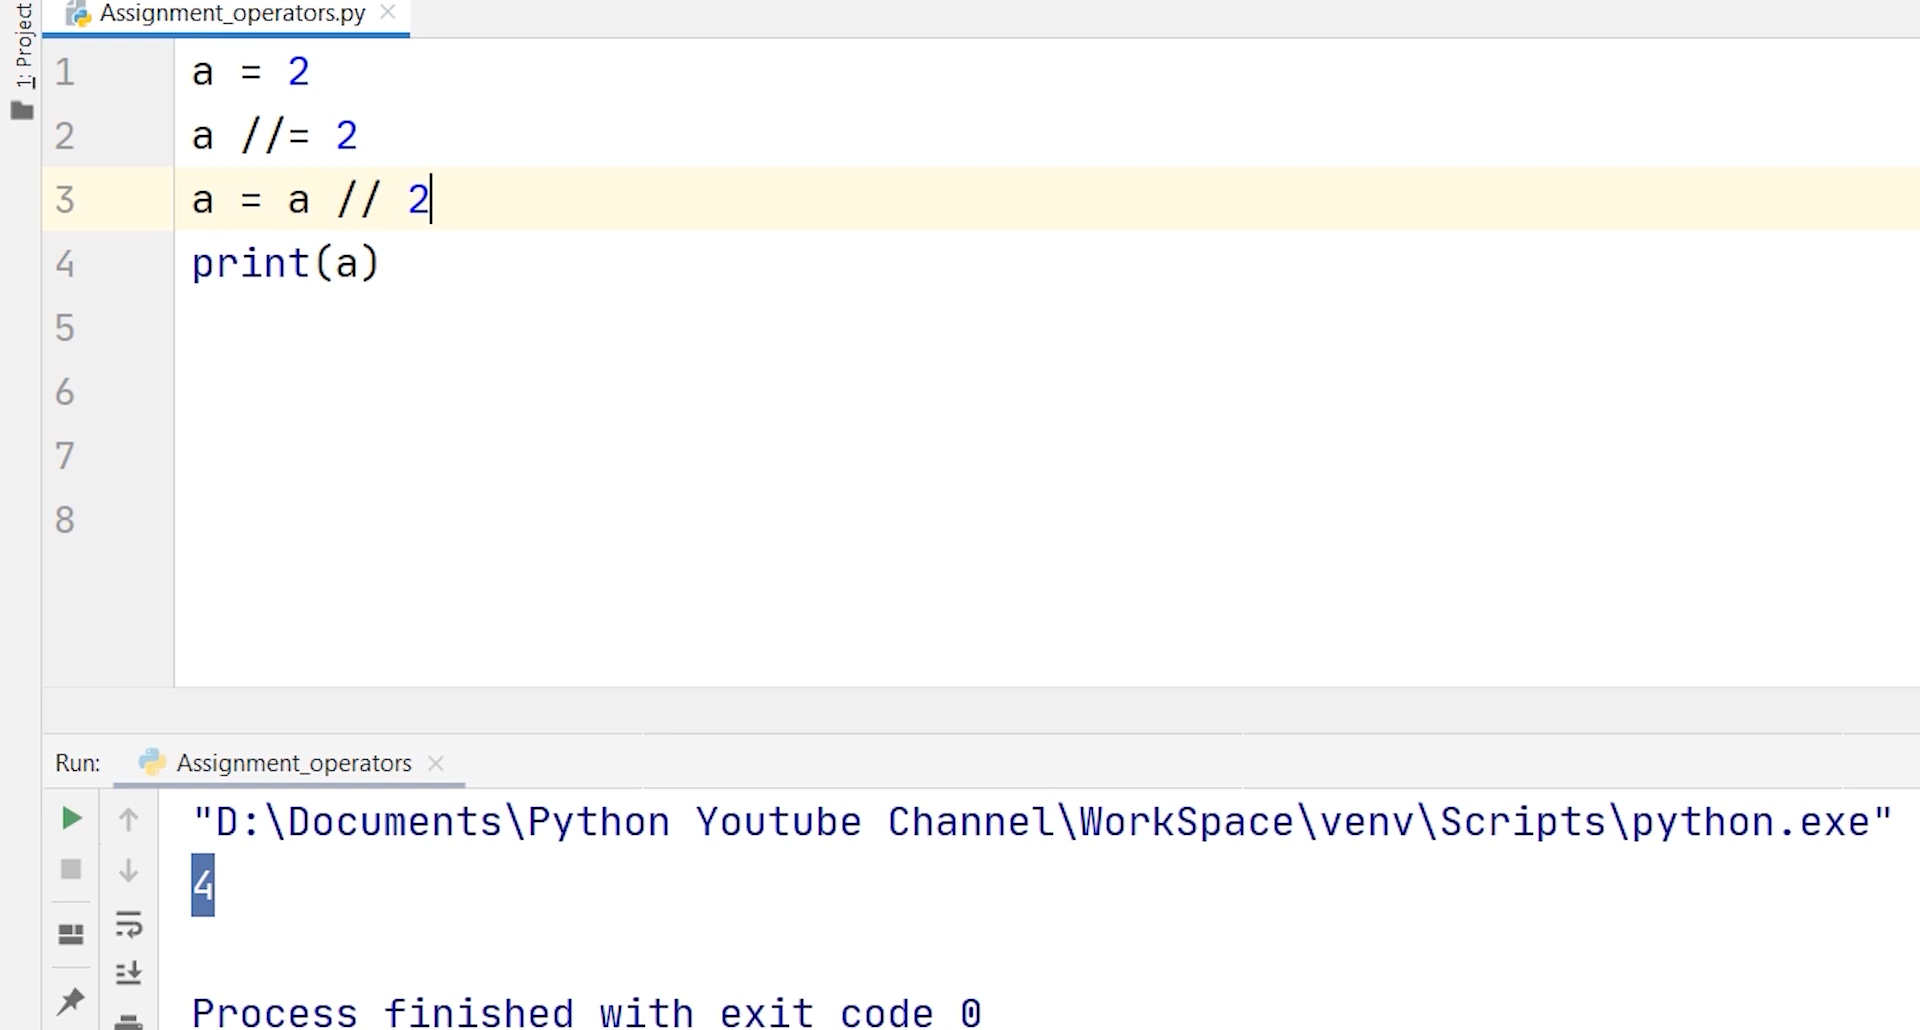 Assignment_operators.py
1: Project
1 a = 2
2 a //= 2
3 a = a // 2
4 print(a)
5
6
7
8
Run: Assignment_operators
"D:\Documents\Python Youtube Channel\WorkSpace\venv\Scripts\python.exe"
4
Process finished with exit code 0